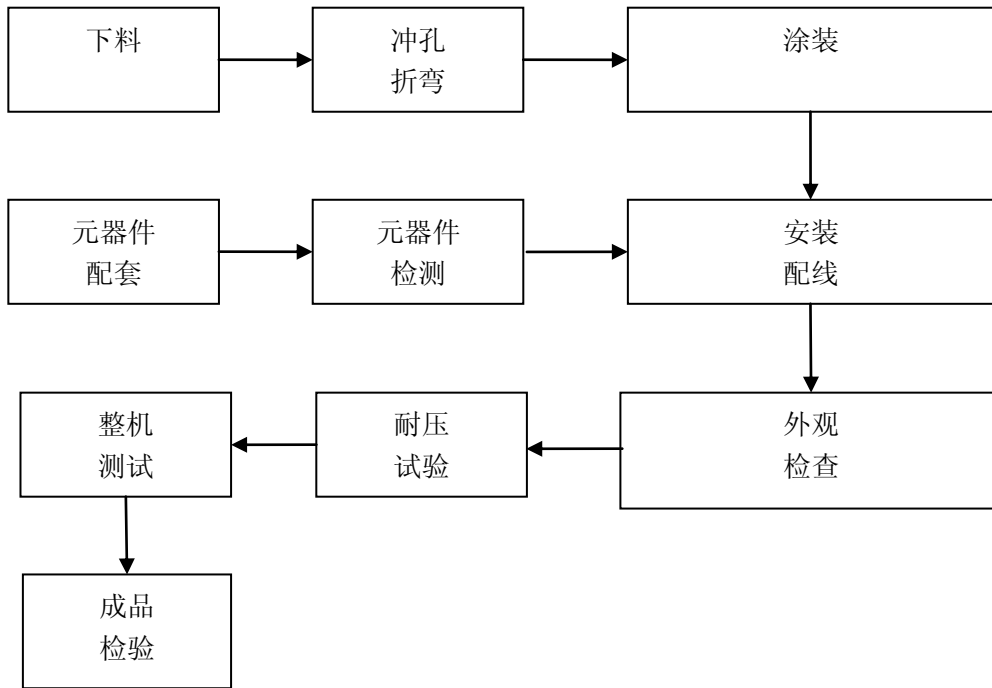 下料
冲孔
折弯
涂装
元器件
配套
元器件
检测
安装
配线
整机
测试
耐压
试验
外观
检查
成品
检验